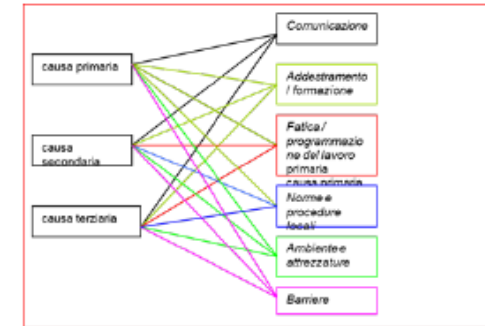 causa primaria
causa
secondaria
causa terziaria
Comunicazione
Addestramento
/ formazione
Fatica /
programmazio
ne del lavoro
primaria
causa primaria
Norme e
procedure
locali
Ambiente e
attrezzature
Barriere